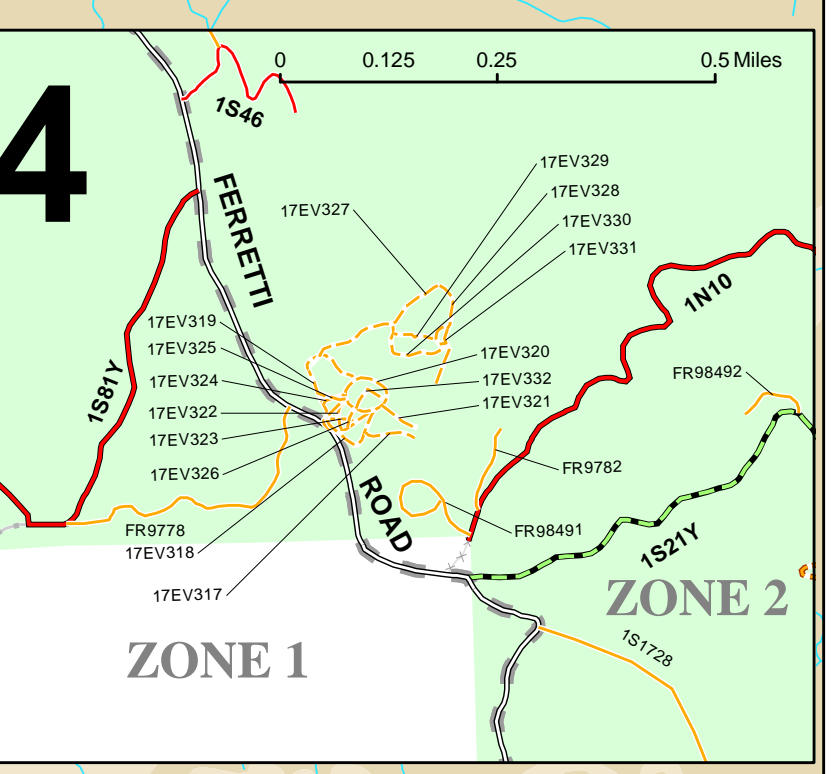 0 0.125 0.25 0.5 Miles
4
1S46
17EV329
17EV328
17EV327
17EV330
17EV331
FERRETTI
1N10
17EV319
17EV325
17EV320
17EV324
17EV332
FR98492
1S81Y
17EV321
17EV322
17EV323
17EV326
FR9782
ROAD
FR9778
FR98491
17EV318
1S21Y
17EV317
ZONE 2
ZONE 1
1S1728